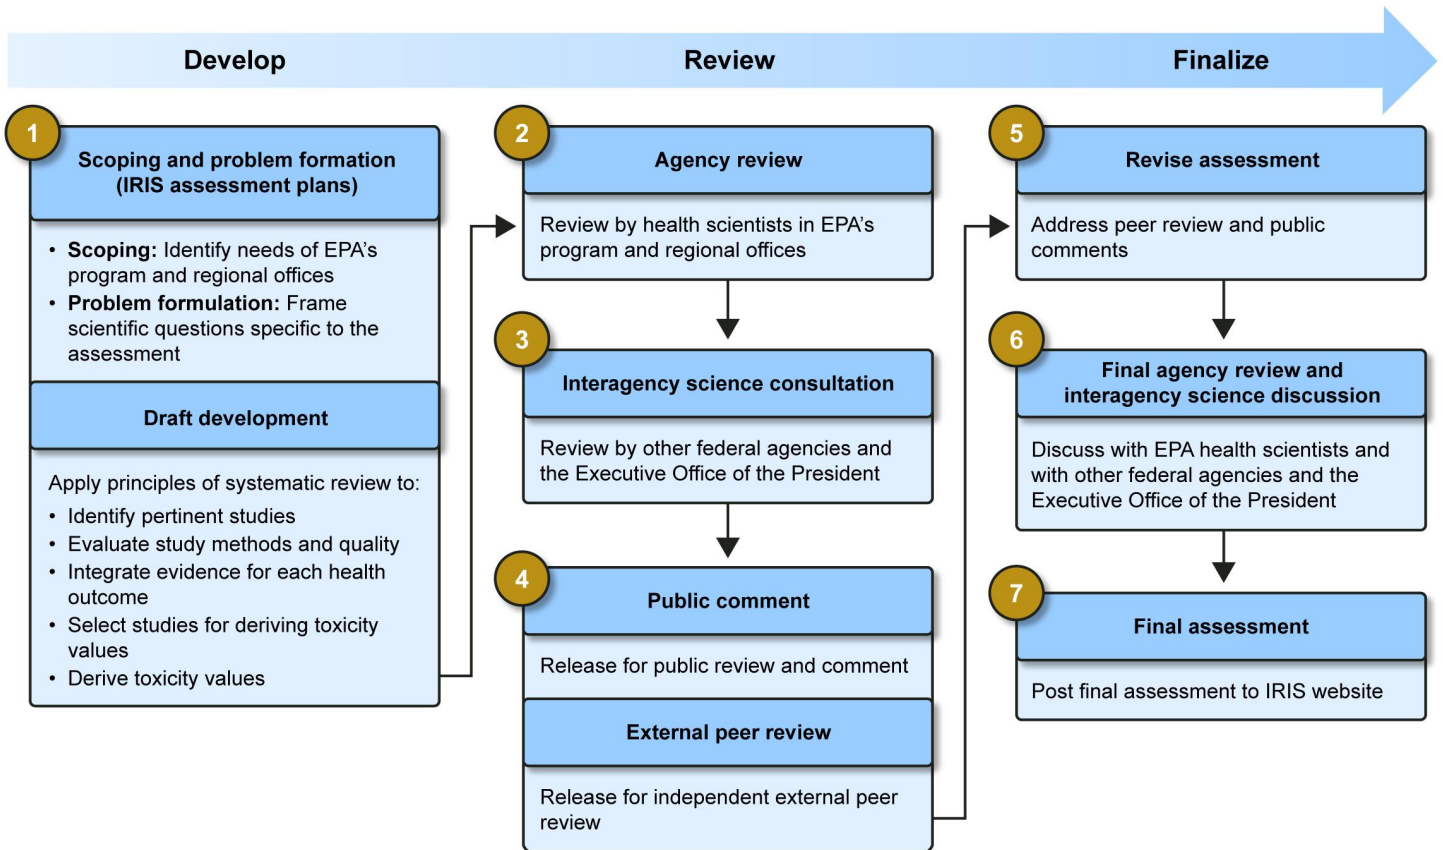 Develop
Review
Finalize
1
Scoping and problem formation
(IRIS assessment plans)
• Scoping: Identify needs of EPA’s
program and regional offices
• Problem formulation: Frame
scientific questions specific to the
assessment
Draft development
Apply principles of systematic review to:
• Identify pertinent studies
• Evaluate study methods and quality
• Integrate evidence for each health
outcome
• Select studies for deriving toxicity
values
• Derive toxicity values
2
Agency review
Review by health scientists in EPA’s
program and regional offices
3
Interagency science consultation
Review by other federal agencies and
the Executive Office of the President
4
Public comment
Release for public review and comment
External peer review
Release for independent external peer
review
5
Revise assessment
Address peer review and public
comments
6
Final agency review and
interagency science discussion
Discuss with EPA health scientists and
with other federal agencies and the
Executive Office of the President
7
Final assessment
Post final assessment to IRIS website